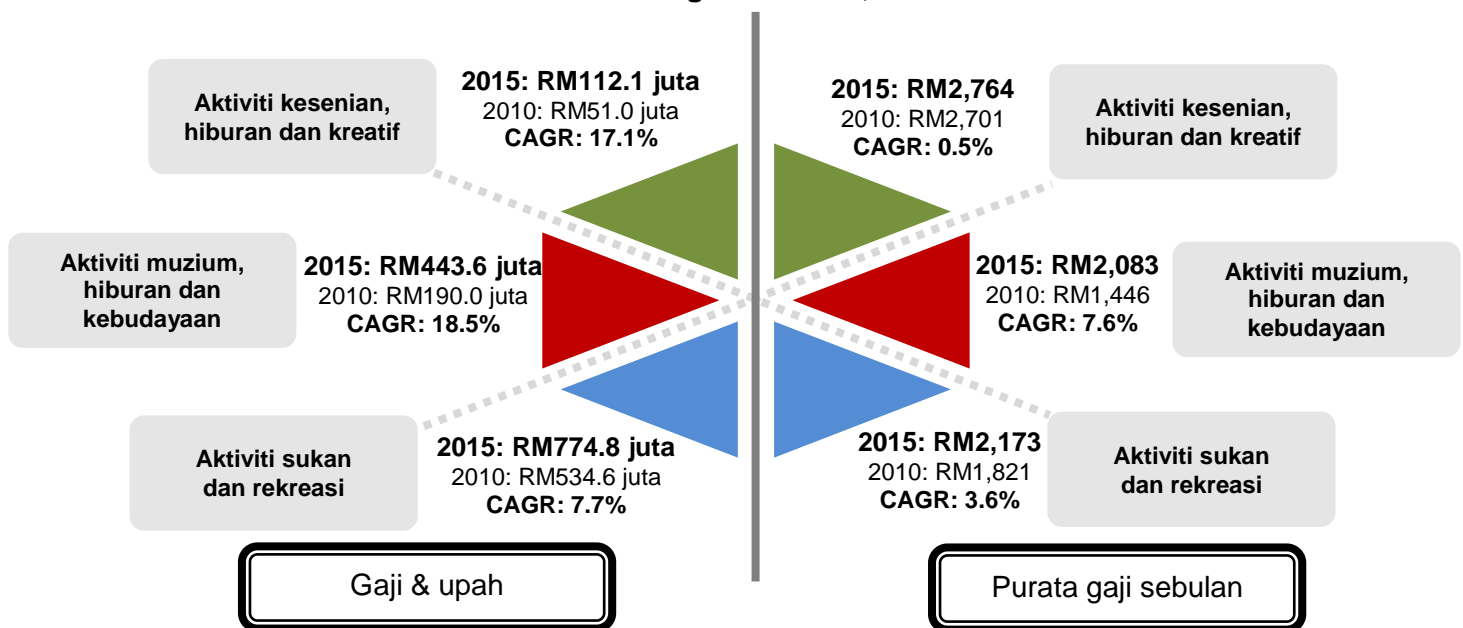 Aktiviti kesenian,
hiburan dan kreatif
2015: RM112.1 juta
2010: RM51.0 juta
CAGR: 17.1%
Aktiviti muzium,
hiburan dan
kebudayaan
2015: RM443.6 juta
2010: RM190.0 juta
CAGR: 18.5%
Aktiviti sukan
dan rekreasi
2015: RM774.8 juta
2010: RM534.6 juta
CAGR: 7.7%
Gaji & upah
2015: RM2,764
2010: RM2,701
CAGR: 0.5%
Aktiviti kesenian,
hiburan dan kreatif
2015: RM2,083
2010: RM1,446
CAGR: 7.6%
Aktiviti muzium,
hiburan dan
kebudayaan
2015: RM2,173
2010: RM1,821
CAGR: 3.6%
Aktiviti sukan
dan rekreasi
Purata gaji sebulan